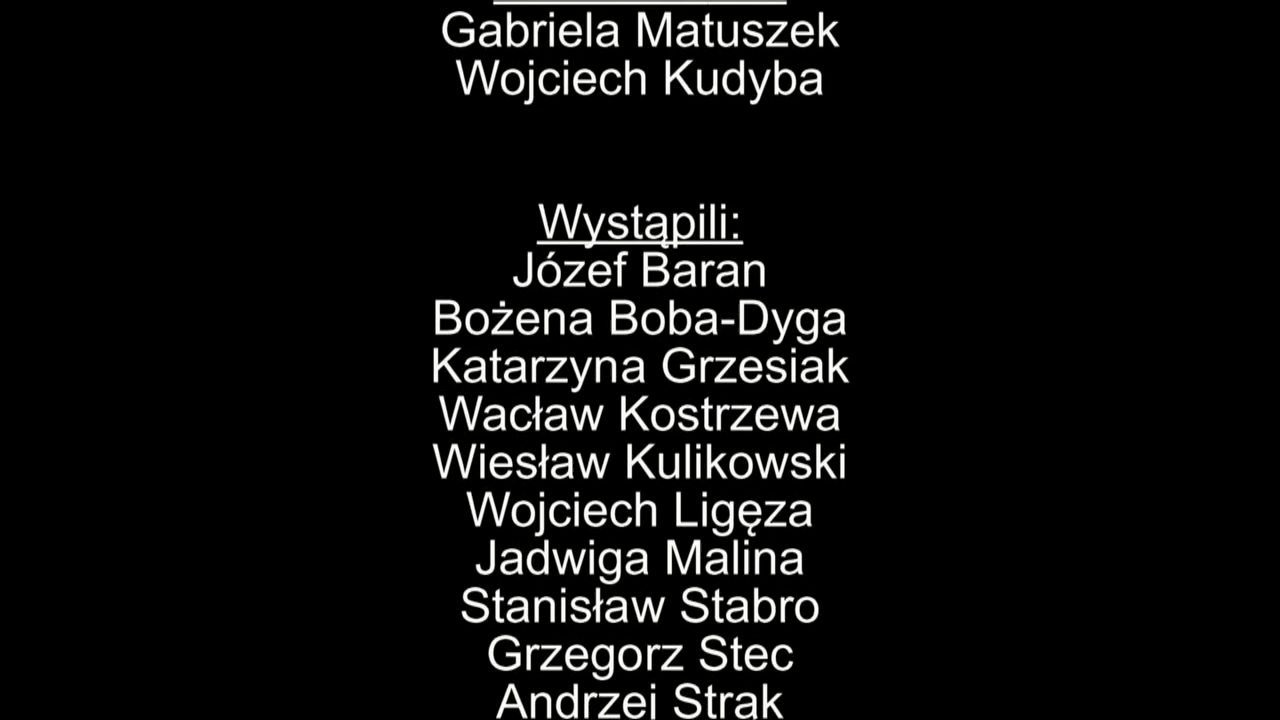 Gabriela Matuszek
Wojciech Kudyba
Wystąpili:
Józef Baran
Bożena Boba-Dyga
Katarzyna Grzesiak
Wacław Kostrzewa
Wiesław Kulikowski
Wojciech Ligęza
Jadwiga Malina
Stanisław Stabro
Grzegorz Stec
Andrzej